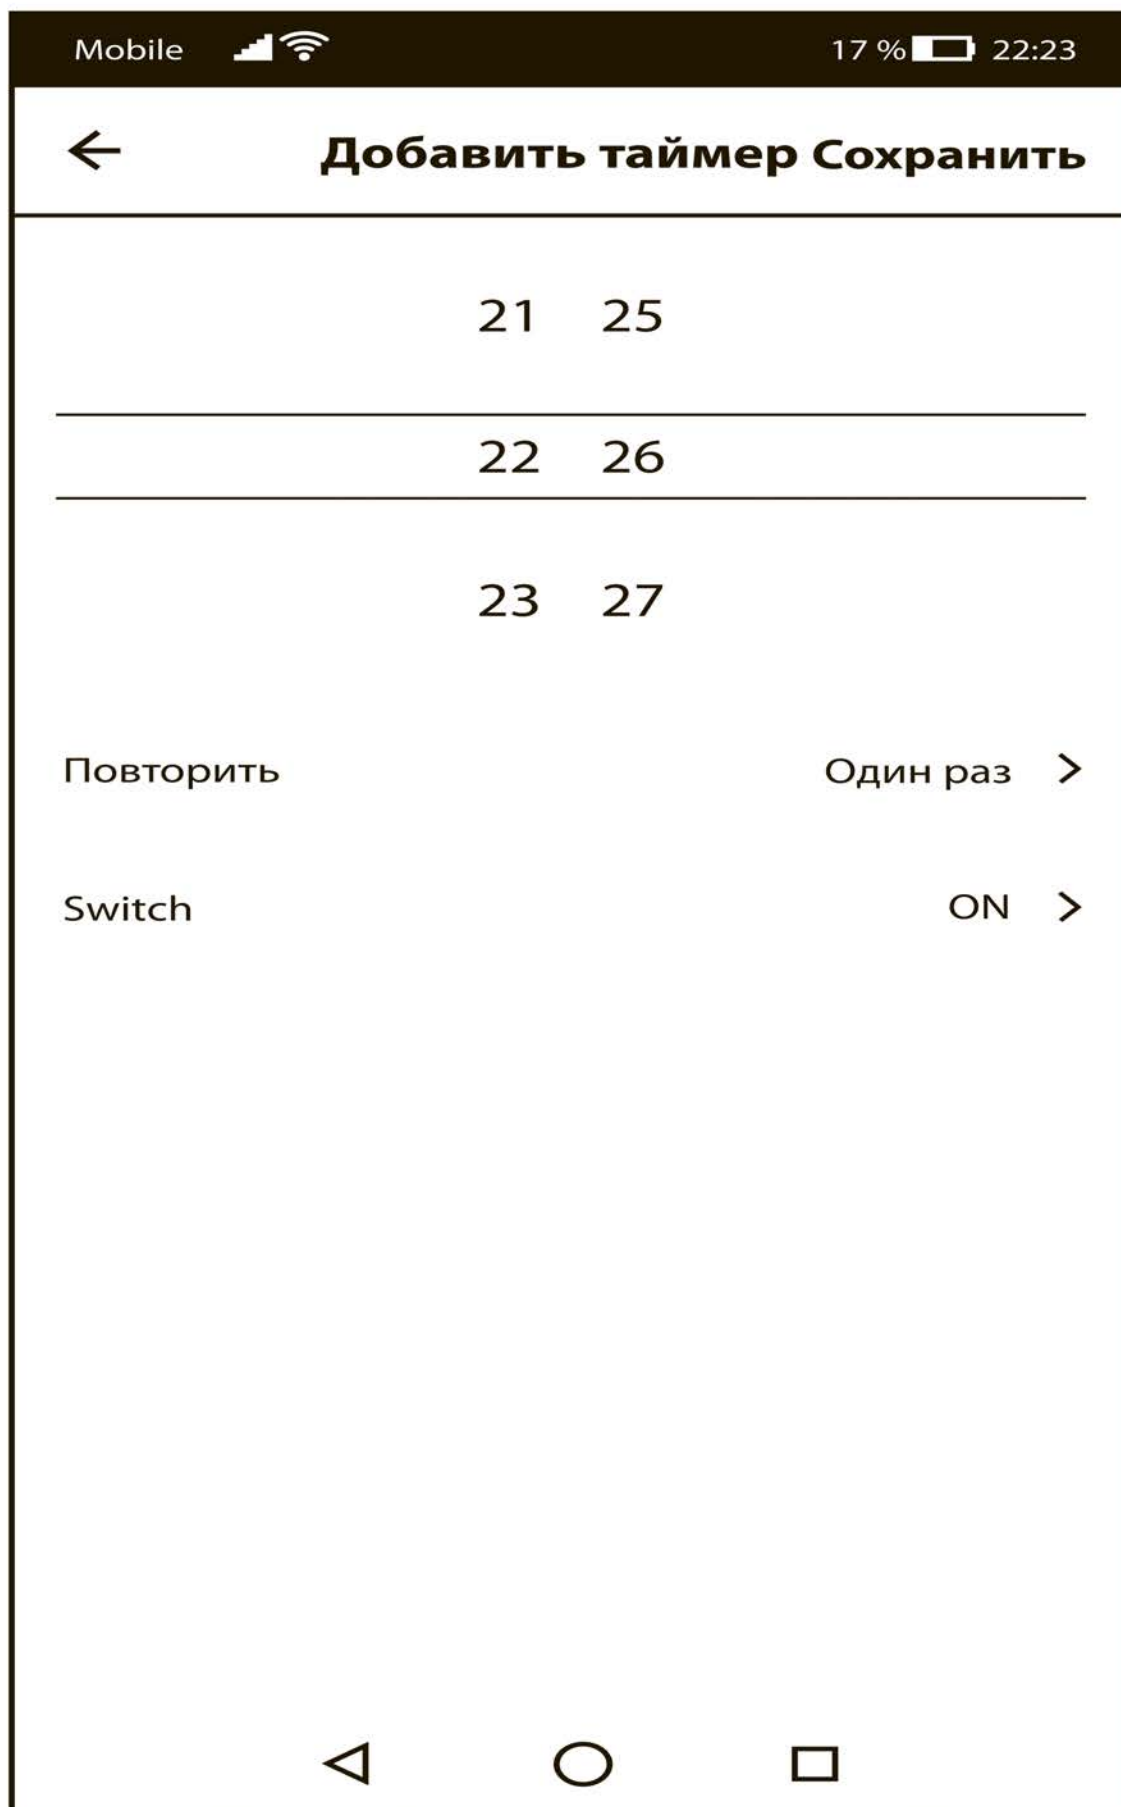 Mobile 17 % 22:23
Добавить таймер Сохранить
21 25
22 26
23 27
Повторить Один раз
Switch ON